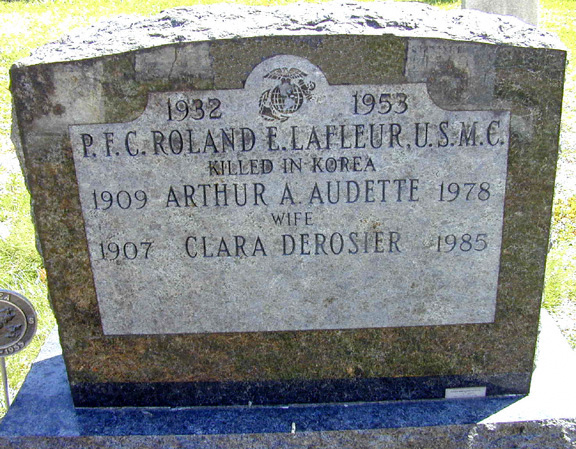 1932 1953
P.F.C. ROLAND E. LAFLEUR, U.S.M.C.
KILLED IN KOREA
1909 ARTHUR A. AUDETTE 1978
WIFE
1907 CLARA DEROSIER 1985